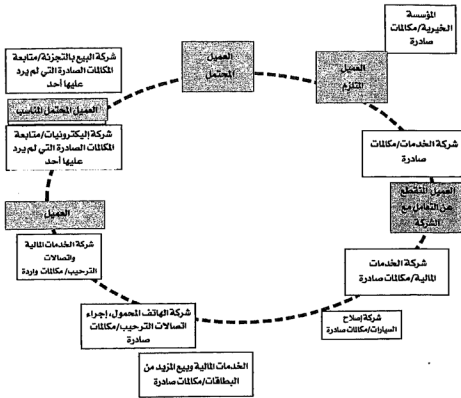 المؤسسة
الخيرية/مكالمات
صادرة
العميل
الملتزم
العميل
المحتمل
شركة البيع بالتجزئة/متابعة
المكالمات الصادرة التي لم يرد
عليها أحد
العميل المحتمل المناسب
شركة إليكترونيات/متابعة
المكالمات الصادرة التي لم يرد
عليها أحد
شركة الخدمات/مكالمات
صادرة
العميل المنقطع
عن التعامل مع
الشركة
العميل
شركة الخدمات المالية
واتصالات
الترحيب/مكالمات واردة
شركة الخدمات
المالية/مكالمات صادرة
شركة الهاتف المحمول، إجراء
اتصالات الترحيب/مكالمات
صادرة
شركة إصلاح
السيارات/مكالمات صادرة
الخدمات المالية وبيع المزيد من
البطاقات/مكالمات صادرة